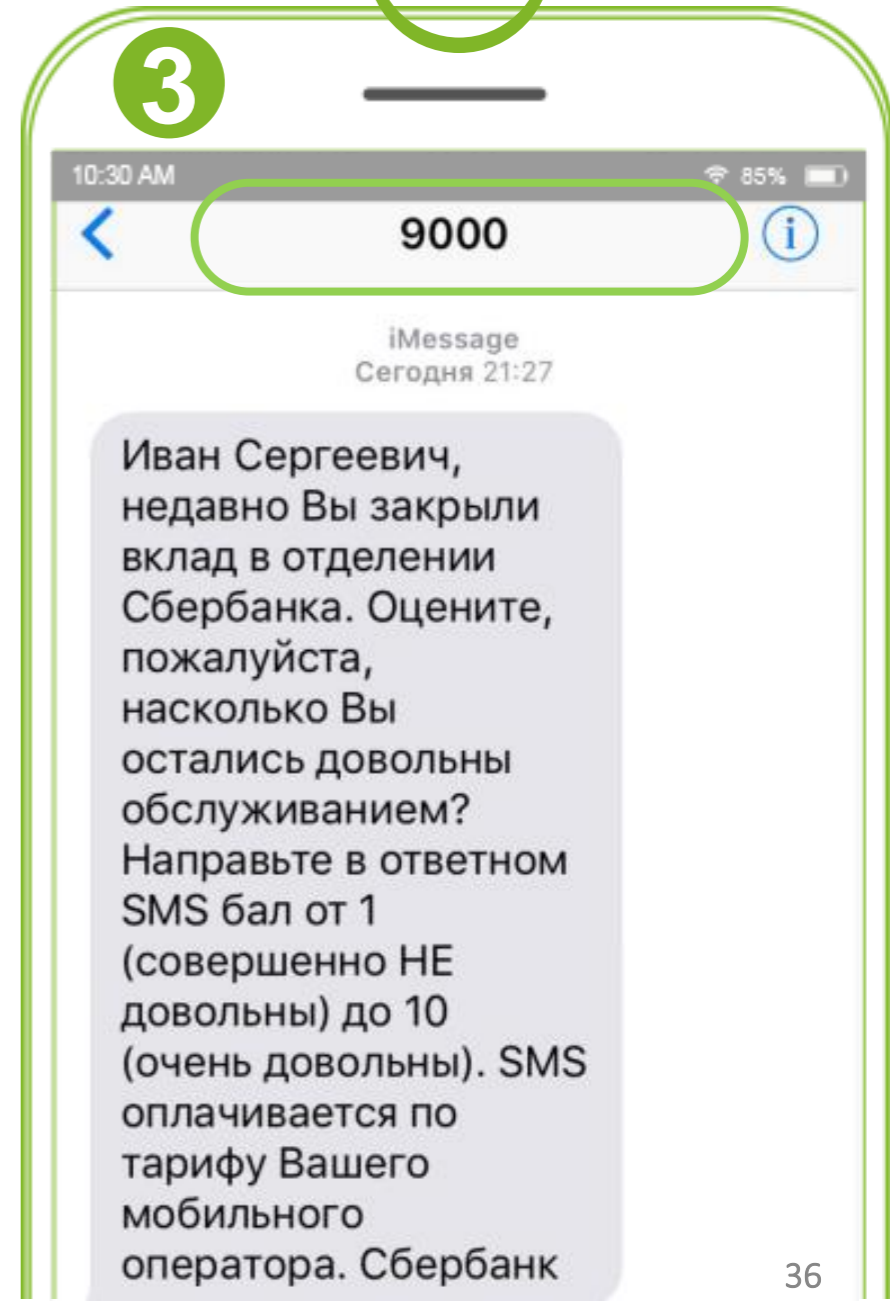 3
10:30 AM 85%
9000
iMessage
Сегодня 21:27
Иван Сергеевич,
недавно Вы закрыли
вклад в отделении
Сбербанка. Оцените,
пожалуйста,
насколько Вы
остались довольны
обслуживанием?
Направьте в ответном
SMS бал от 1
(совершенно НЕ
довольны) до 10
(очень довольны). SMS
оплачивается по
тарифу Вашего
мобильного
оператора. Сбербанк
36